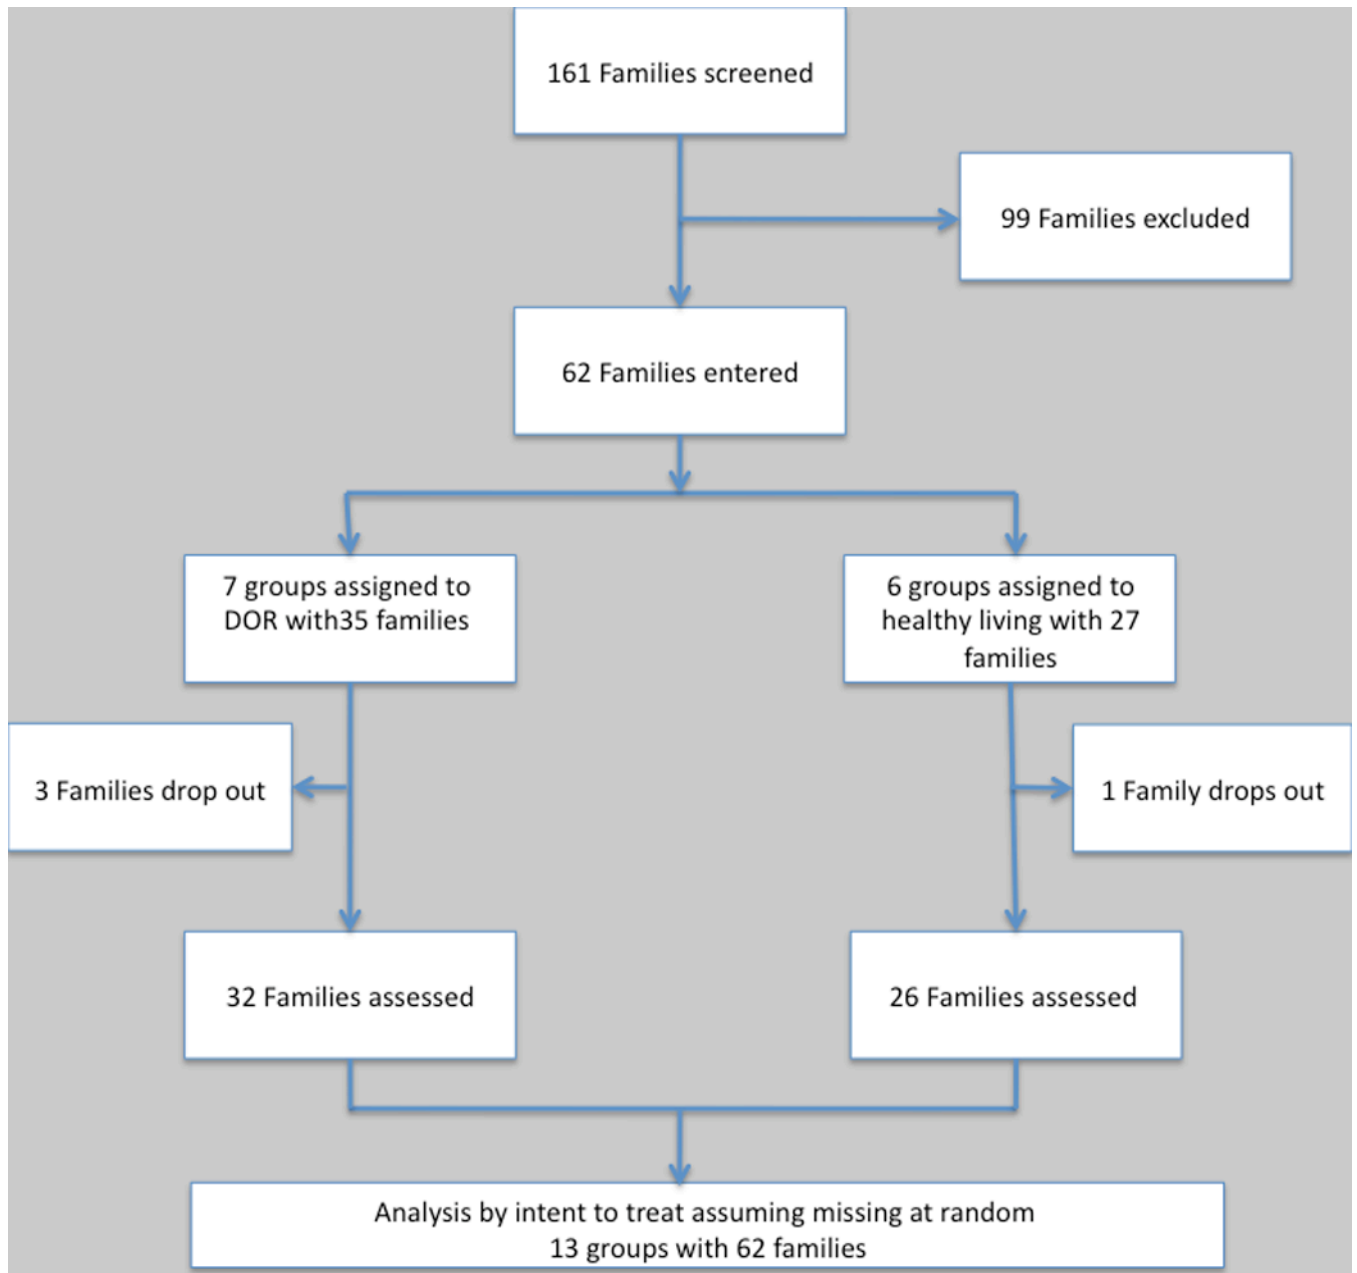 161 Families screened
99 Families excluded
62 Families entered
7 groups assigned to
DOR with35 families
6 groups assigned to
healthy living with 27
families
3 Families drop out
1 Family drops out
32 Families assessed
26 Families assessed
Analysis by intent to treat assuming missing at random
13 groups with 62 families